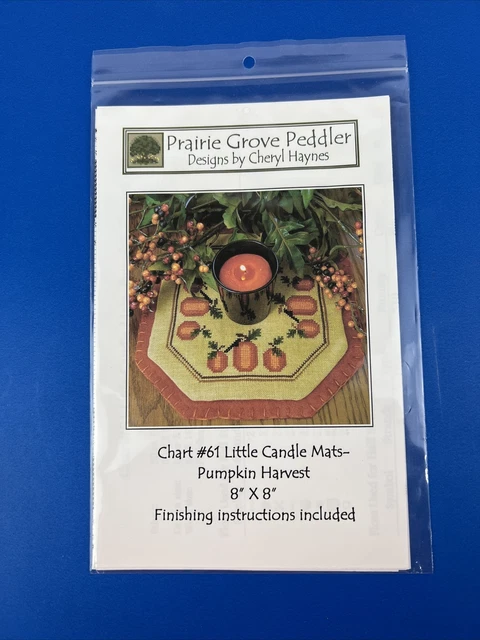 Prairie Grove Peddler
Designs by Cheryl Haynes
Chart #61 Little Candle Mats-
Pumpkin Harvest
8" X 8"
Finishing instructions included